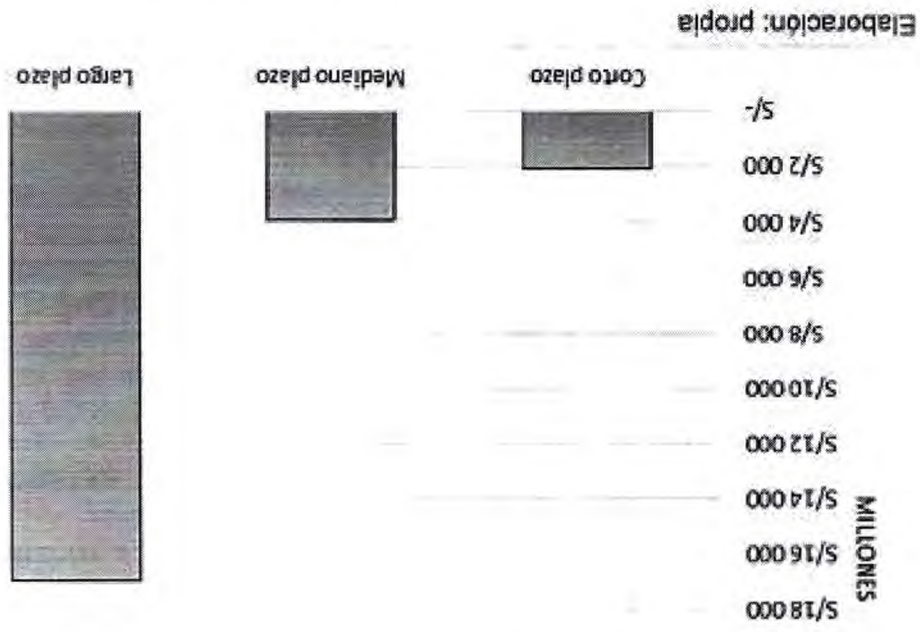 MILLONES
S/18 000
S/16 000
S/14 000
S/12 000
S/10 000
S/8 000
S/6 000
S/4 000
S/2 000
S/-
Corto plazo
Mediano plazo
Largo plazo
Elaboración: propia